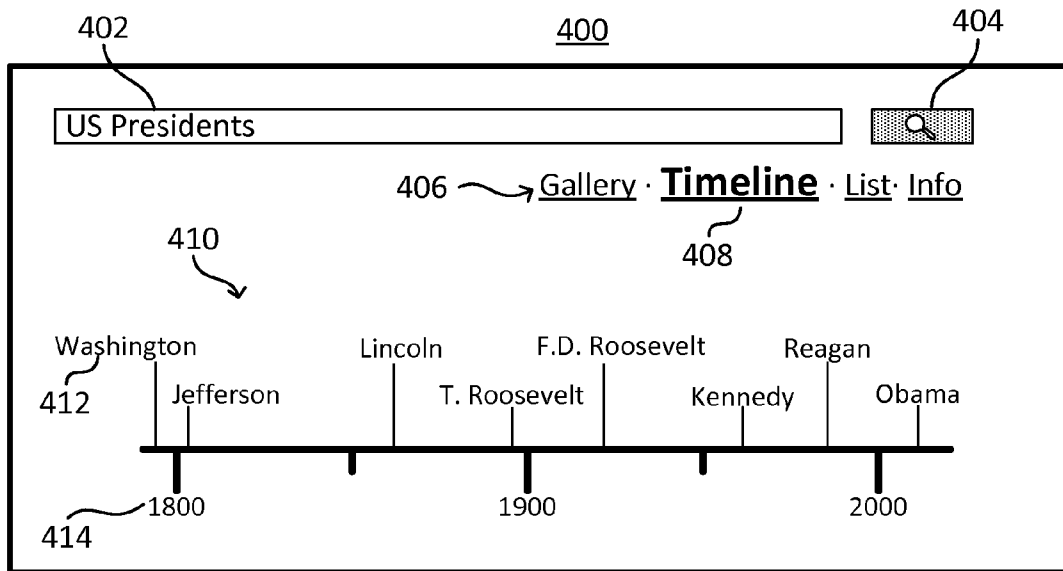 402 400 404
US Presidents
406 Gallery · Timeline · List · Info
408
410
Washington Lincoln F.D. Roosevelt Reagan
412 Jefferson T. Roosevelt Kennedy Obama
414 1800 1900 2000